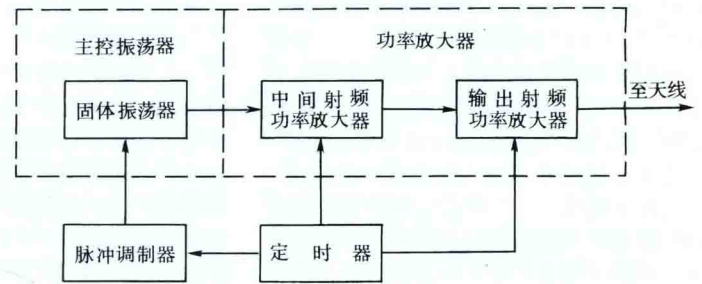 主控振荡器
功率放大器
固体振荡器
中间射频
功率放大器
输出射频
功率放大器
至天线
脉冲调制器
定时器